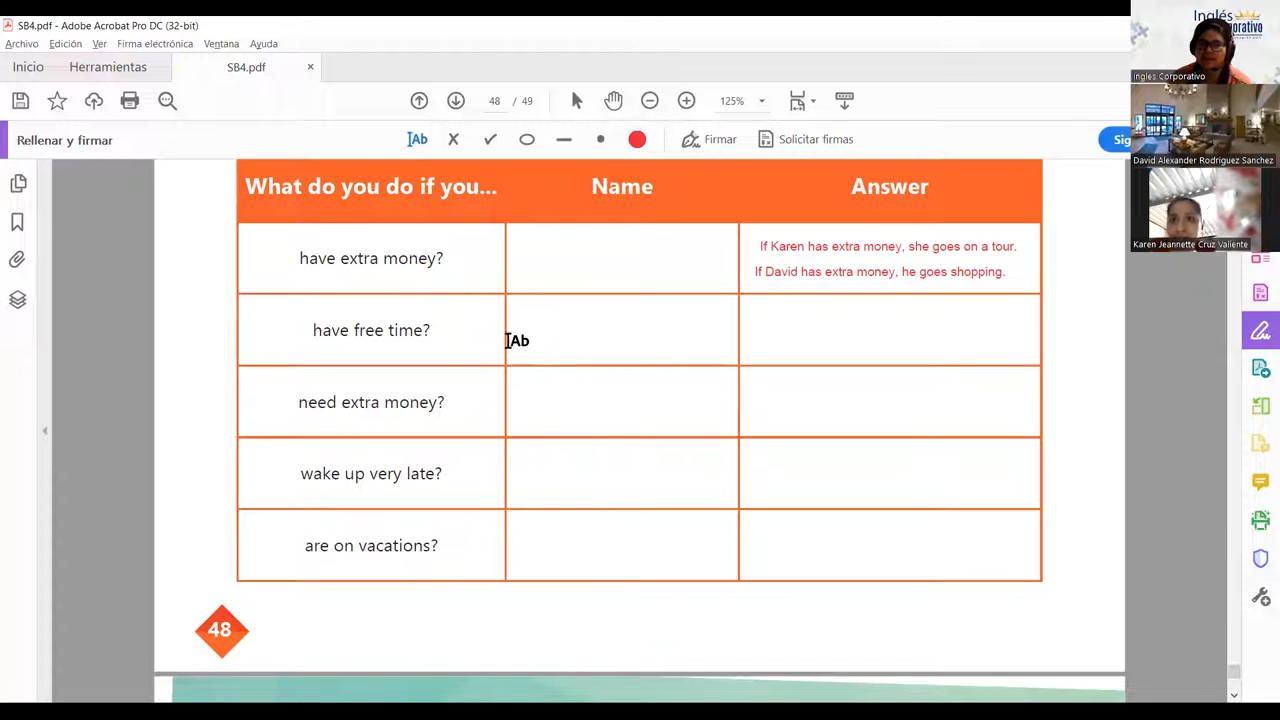 SB4.pdf - Adobe Acrobat Pro DC (32-bit)
Archivo Edición Ver Firma electrónica Ventana Ayuda
Inicio Herramientas SB4.pdf ×
48 / 49 125%
Rellenar y firmar Ab Firmar Solicitar firmas Sig
What do you do if you... Name Answer
have extra money? If Karen has extra money, she goes on a tour.
If David has extra money, he goes shopping.
have free time?
Ab
need extra money?
wake up very late?
are on vacations?
48
Inglés
Ingles Corporativo
David Alexander Rodriguez Sanchez
Karen Jeannette Cruz Valiente